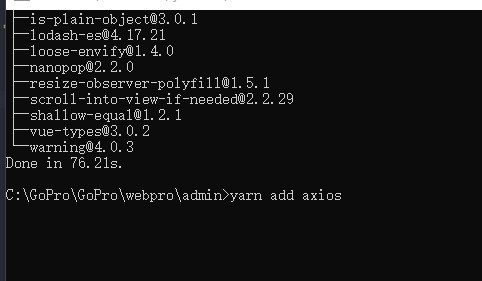 ├─is-plain-object@3.0.1
├─lodash-es@4.17.21
├─loose-envify@1.4.0
├─nanopop@2.2.0
├─resize-observer-polyfill@1.5.1
├─scroll-into-view-if-needed@2.2.29
├─shallow-equal@1.2.1
├─vue-types@3.0.2
└─warning@4.0.3
Done in 76.21s.
C:\GoPro\GoPro\webpro\admin>yarn add axios